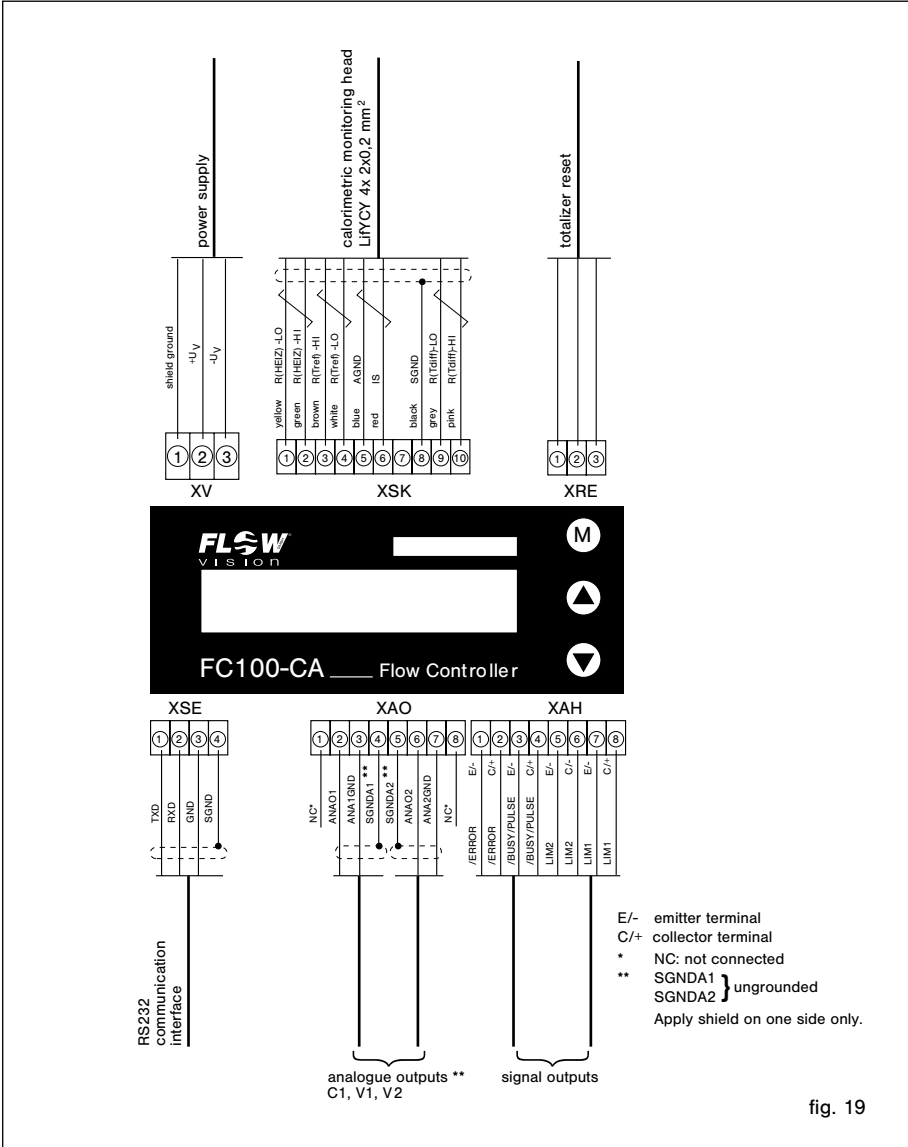 power supply
calorimetric monitoring head
LifYCY 4x 2x0,2 mm²
totalizer reset
shield ground
+UV
-UV
yellow R(HEIZ) -LO
green R(HEIZ) -HI
brown R(Tref) -HI
white R(Tref) -LO
blue AGND
red IS
black SGND
grey R(Tdiff)-LO
pink R(Tdiff)-HI
1 2 3
1 2 3 4 5 6 7 8 9 10
1 2 3
XV
XSK
XRE
FLOW
vision
M
FC100-CA ____ Flow Controller
XSE
XAO
XAH
1 2 3 4
1 2 3 4 5 6 7 8
1 2 3 4 5 6 7 8
TXD
RXD
GND
SGND
NC*
ANAO1
ANA1GND
SGNDA1 **
SGNDA2 **
ANAO2
ANA2GND
NC*
/ERROR E/-
/ERROR C/+
/BUSY/PULSE E/-
/BUSY/PULSE C/+
LIM2 E/-
LIM2 C/-
LIM1 E/-
LIM1 C/+
RS232
communication
interface
analogue outputs **
C1, V1, V2
signal outputs
E/- emitter terminal
C/+ collector terminal
* NC: not connected
** SGNDA1
SGNDA2 } ungrounded
Apply shield on one side only.
fig. 19